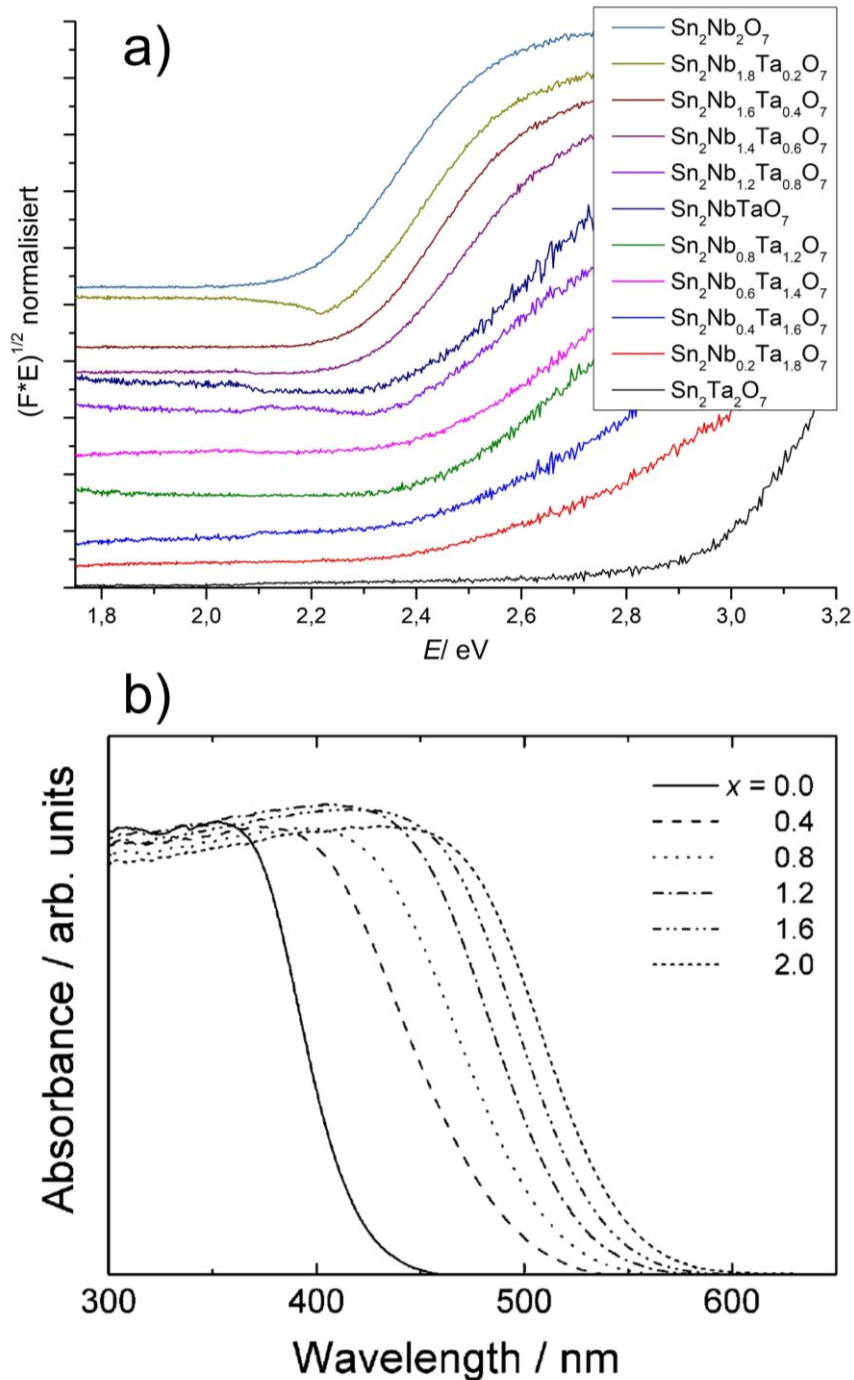 a)
(F*E)^1/2 normalisiert
Sn₂Nb₂O₇
Sn₂Nb₁.₈Ta₀.₂O₇
Sn₂Nb₁.₆Ta₀.₄O₇
Sn₂Nb₁.₄Ta₀.₆O₇
Sn₂Nb₁.₂Ta₀.₈O₇
Sn₂NbTaO₇
Sn₂Nb₀.₈Ta₁.₂O₇
Sn₂Nb₀.₆Ta₁.₄O₇
Sn₂Nb₀.₄Ta₁.₆O₇
Sn₂Nb₀.₂Ta₁.₈O₇
Sn₂Ta₂O₇
1,8 2,0 2,2 2,4 2,6 2,8 3,0 3,2
E/ eV
b)
Absorbance / arb. units
x = 0.0
0.4
0.8
1.2
1.6
2.0
300 400 500 600
Wavelength / nm